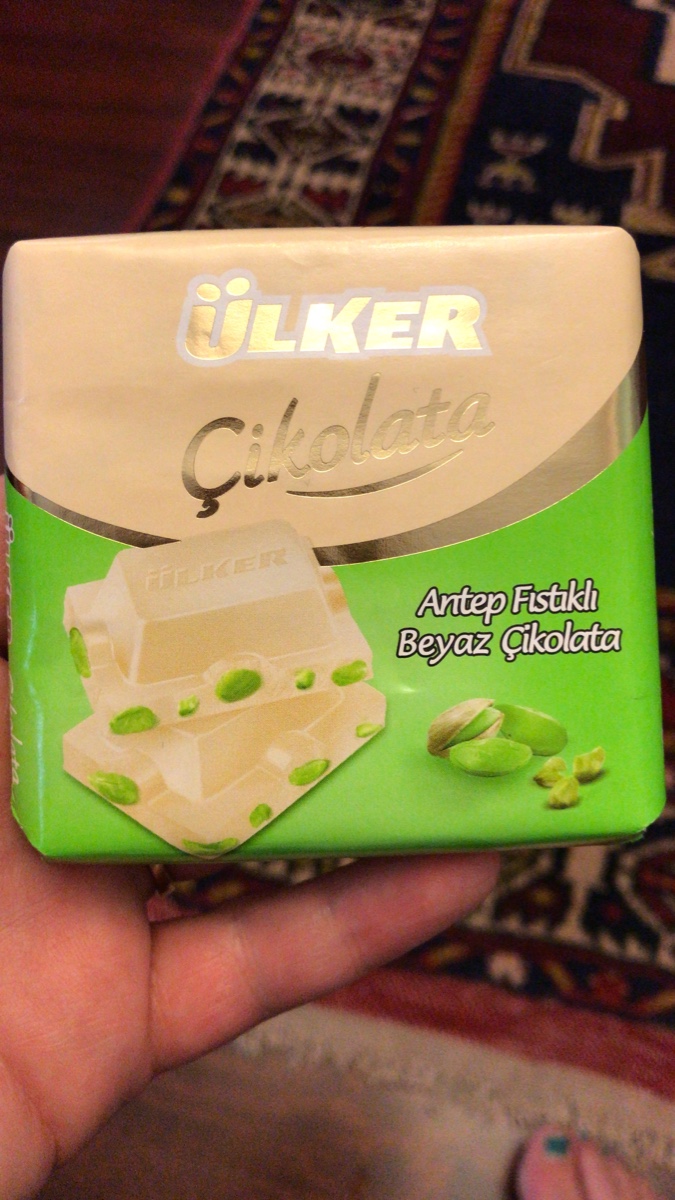 ÜLKER
Çikolata
ÜLKER
Antep Fıstıklı
Beyaz Çikolata